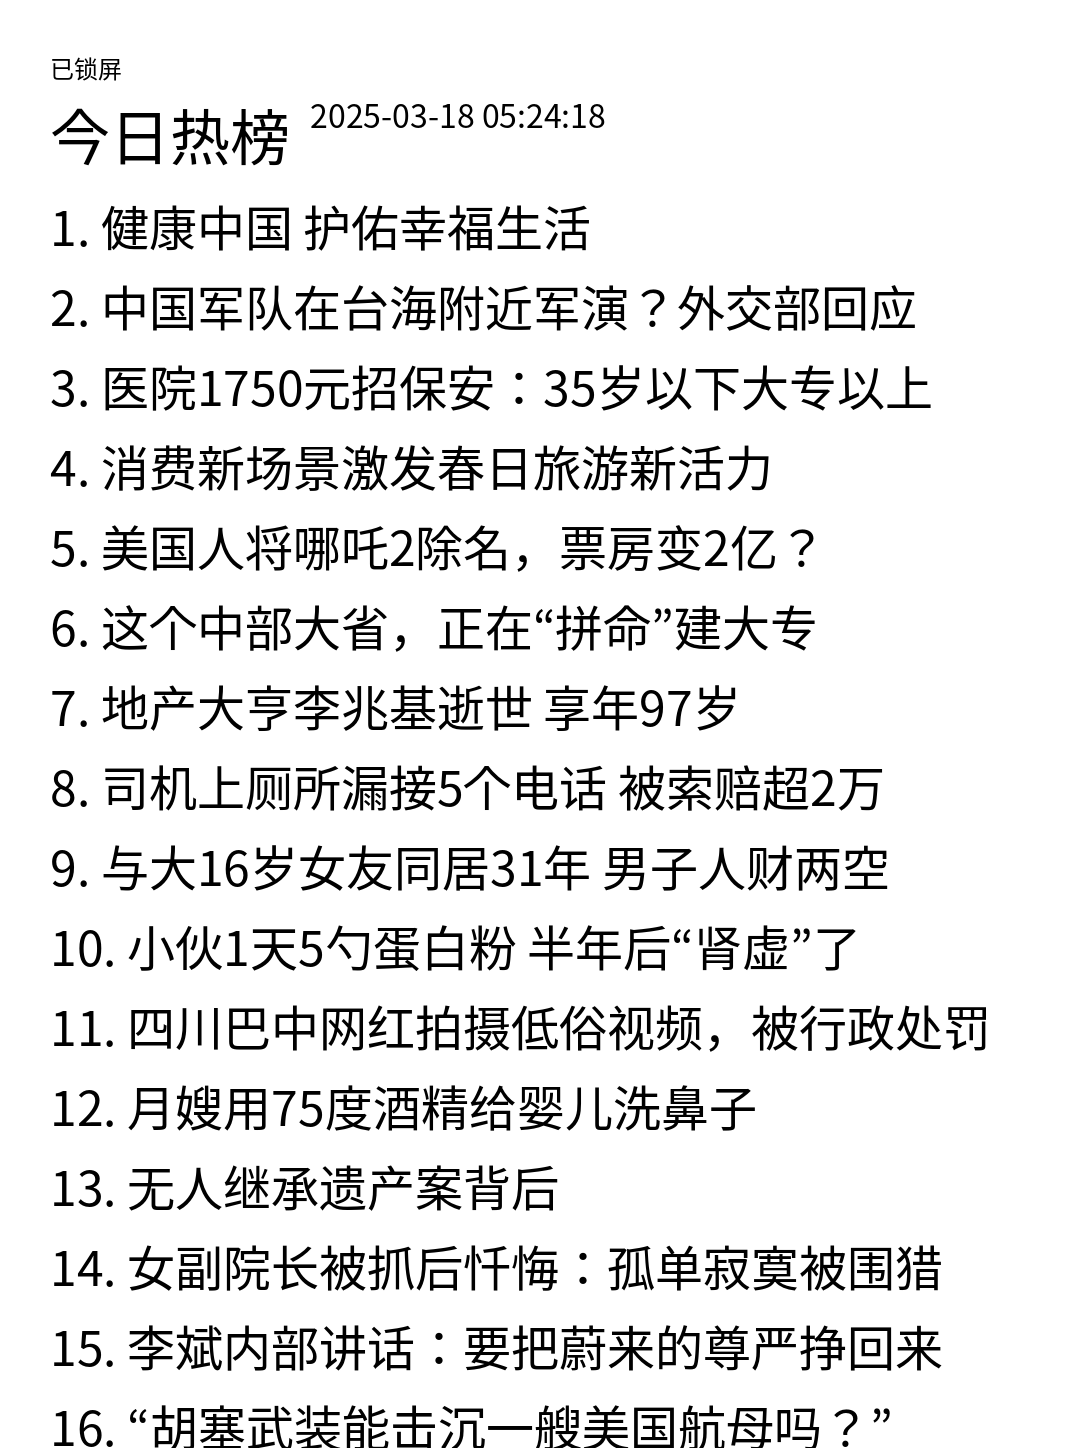 已锁屏
今日热榜 2025-03-18 05:24:18
1. 健康中国 护佑幸福生活
2. 中国军队在台海附近军演？外交部回应
3. 医院1750元招保安：35岁以下大专以上
4. 消费新场景激发春日旅游新活力
5. 美国人将哪吒2除名，票房变2亿？
6. 这个中部大省，正在“拼命”建大专
7. 地产大亨李兆基逝世 享年97岁
8. 司机上厕所漏接5个电话 被索赔超2万
9. 与大16岁女友同居31年 男子人财两空
10. 小伙1天5勺蛋白粉 半年后“肾虚”了
11. 四川巴中网红拍摄低俗视频，被行政处罚
12. 月嫂用75度酒精给婴儿洗鼻子
13. 无人继承遗产案背后
14. 女副院长被抓后忏悔：孤单寂寞被围猎
15. 李斌内部讲话：要把蔚来的尊严挣回来
16. “胡塞武装能击沉一艘美国航母吗？”